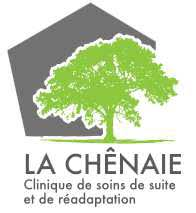 LA CHÊNAIE
Clinique de soins de suite
et de réadaptation